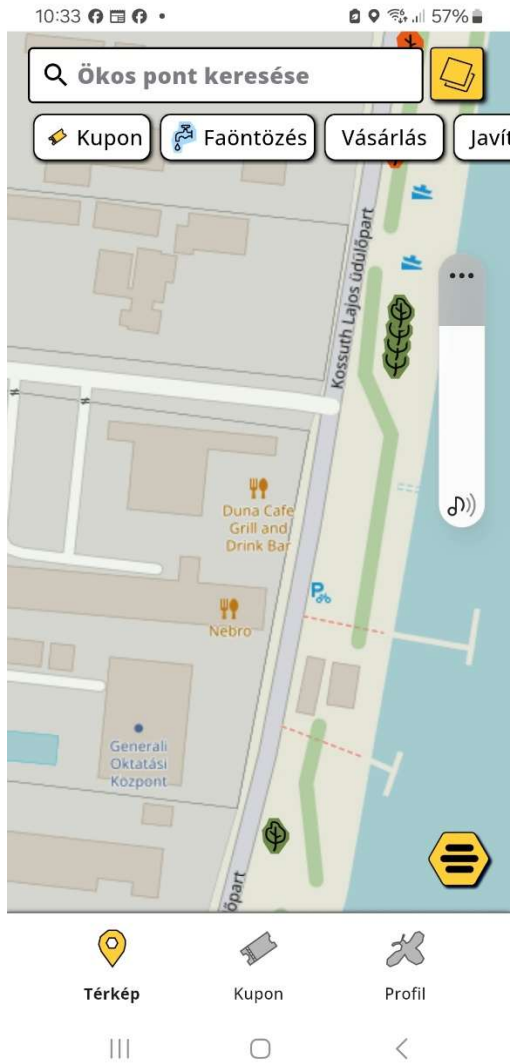 10:33
57%
Ökos pont keresése
Kupon
Faöntözés
Vásárlás
Javít
Kossuth Lajos üdülőpart
Duna Cafe
Grill and
Drink Bar
P
Nebro
Generali
Oktatási
Központ
őpart
Térkép
Kupon
Profil